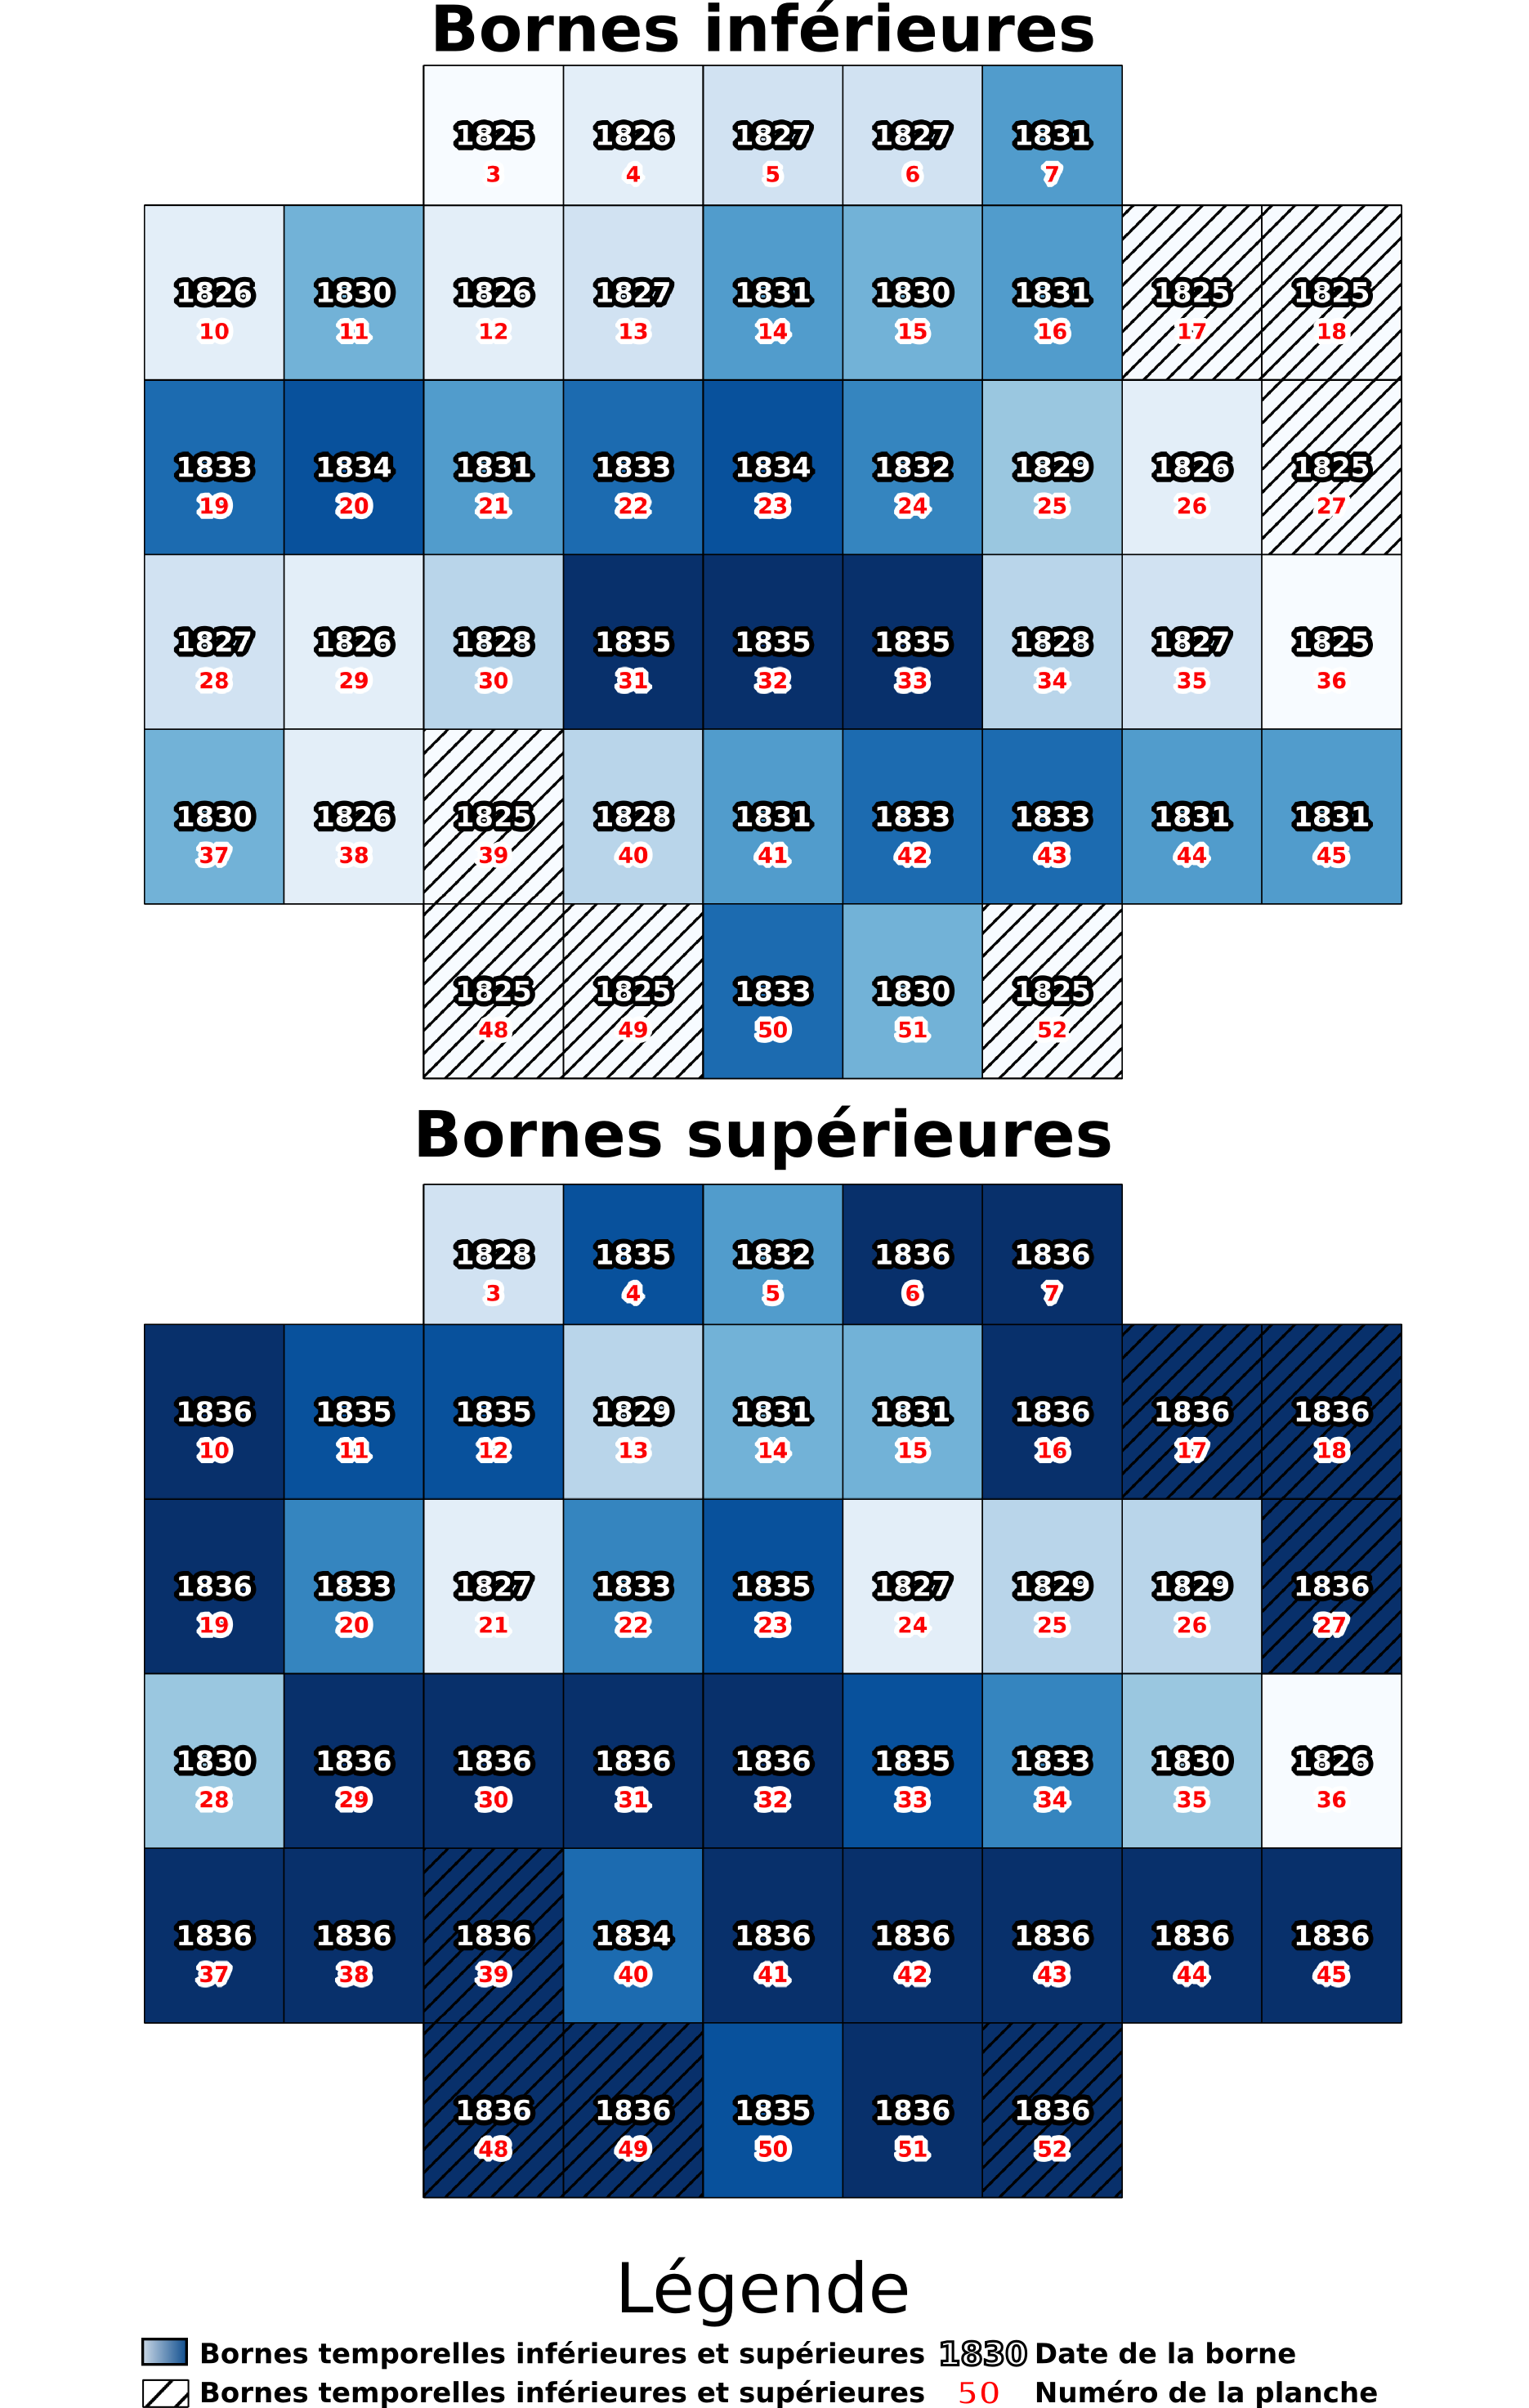 Bornes inférieures
1825 1826 1827 1827 1831
3 4 5 6 7
1826 1830 1826 1827 1831 1830 1831 1825 1825
10 11 12 13 14 15 16 17 18
1833 1834 1831 1833 1834 1832 1829 1826 1825
19 20 21 22 23 24 25 26 27
1827 1826 1828 1835 1835 1835 1828 1827 1825
28 29 30 31 32 33 34 35 36
1830 1826 1825 1828 1831 1833 1833 1831 1831
37 38 39 40 41 42 43 44 45
1825 1825 1833 1830 1825
48 49 50 51 52
Bornes supérieures
1828 1835 1832 1836 1836
3 4 5 6 7
1836 1835 1835 1829 1831 1831 1836 1836 1836
10 11 12 13 14 15 16 17 18
1836 1833 1827 1833 1835 1827 1829 1829 1836
19 20 21 22 23 24 25 26 27
1830 1836 1836 1836 1836 1835 1833 1830 1826
28 29 30 31 32 33 34 35 36
1836 1836 1836 1834 1836 1836 1836 1836 1836
37 38 39 40 41 42 43 44 45
1836 1836 1835 1836 1836
48 49 50 51 52
Légende
Bornes temporelles inférieures et supérieures 1830 Date de la borne
Bornes temporelles inférieures et supérieures 50 Numéro de la planche